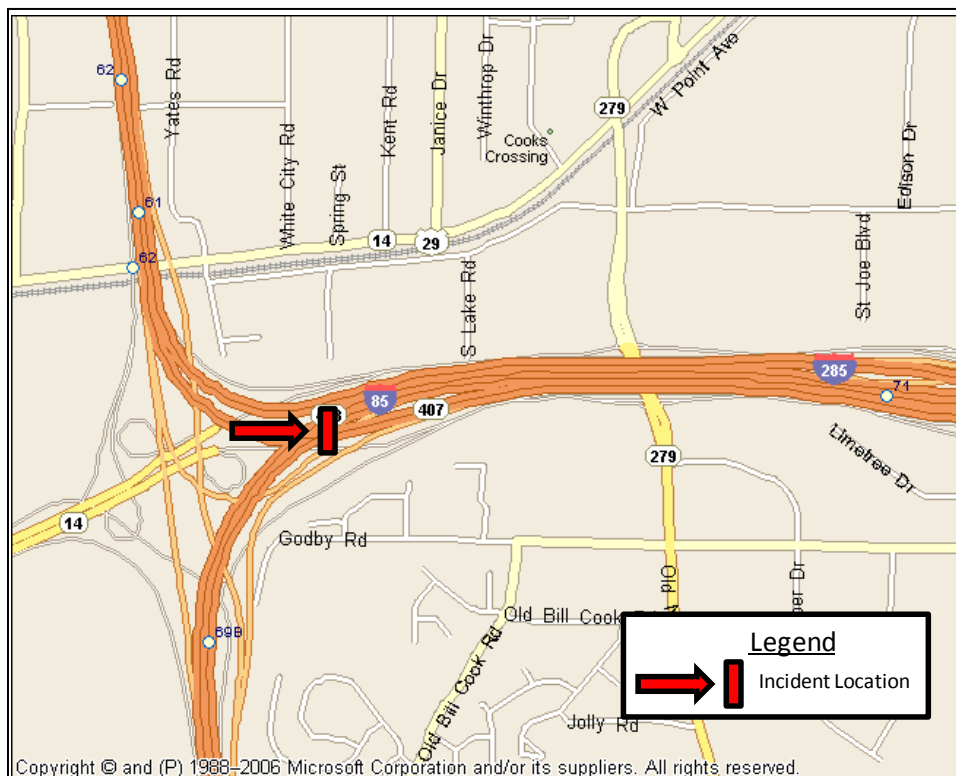 62
Yates Rd
White City Rd
Spring St
Kent Rd
Janice Dr
Winthrop Dr
Cooks
Crossing
279
W Point Ave
Edison Dr
61
62
14
29
S Lake Rd
St Joe Blvd
85
407
285
71
279
Limetree Dr
14
Godby Rd
Old
Old Bill Cook Rd
Old Bill Cook
69B
Jolly Rd
Legend
Incident Location
Copyright © and (P) 1988–2006 Microsoft Corporation and/or its suppliers. All rights reserved.